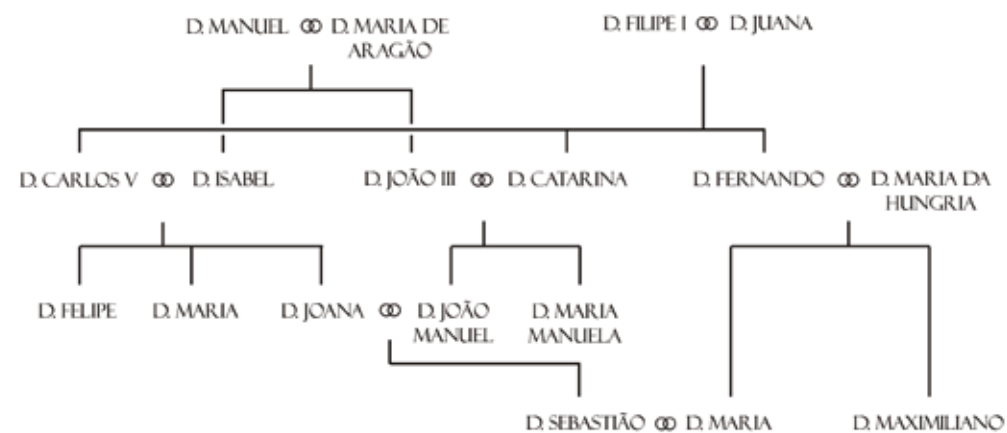 D. MANUEL ⚭ D. MARIA DE
ARAGÃO
D. FILIPE I ⚭ D. JUANA
D. CARLOS V ⚭ D. ISABEL
D. JOÃO III ⚭ D. CATARINA
D. FERNANDO ⚭ D. MARIA DA
HUNGRIA
D. FELIPE
D. MARIA
D. JOANA ⚭ D. JOÃO
MANUEL
D. MARIA
MANUELA
D. SEBASTIÃO ⚭ D. MARIA
D. MAXIMILIANO